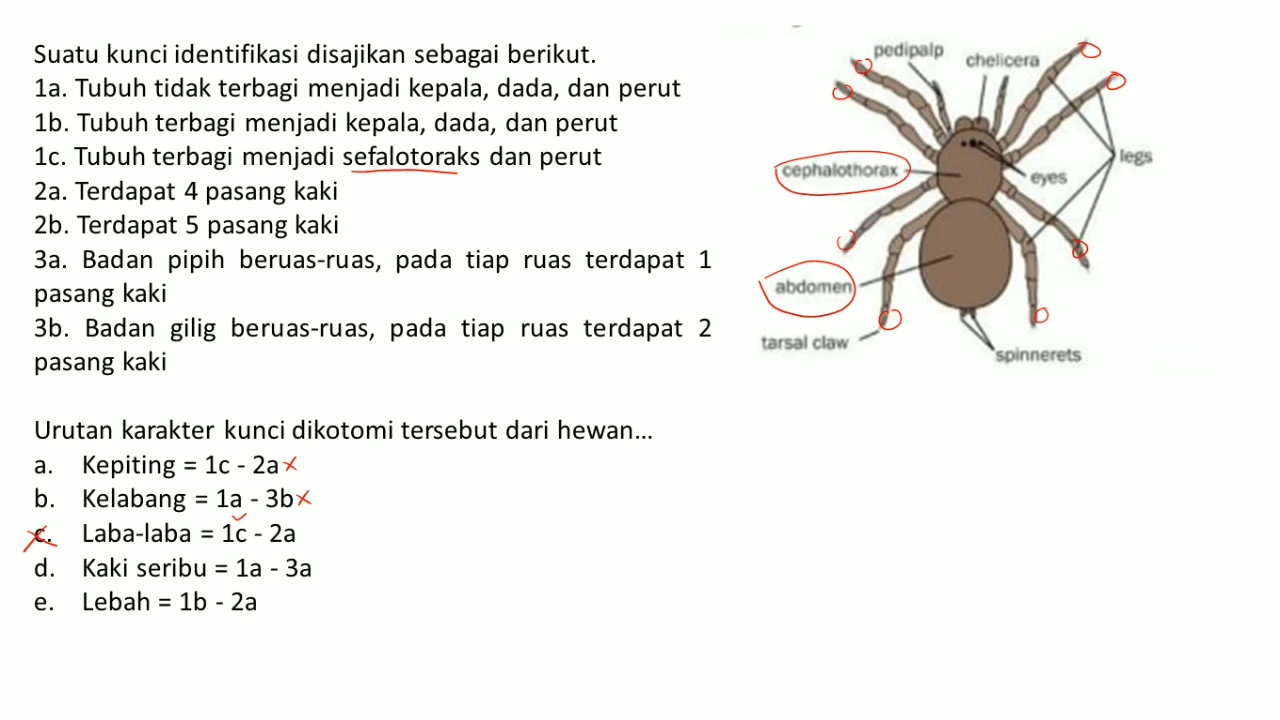 Suatu kunci identifikasi disajikan sebagai berikut.
1a. Tubuh tidak terbagi menjadi kepala, dada, dan perut
1b. Tubuh terbagi menjadi kepala, dada, dan perut
1c. Tubuh terbagi menjadi sefalotoraks dan perut
2a. Terdapat 4 pasang kaki
2b. Terdapat 5 pasang kaki
3a. Badan pipih beruas-ruas, pada tiap ruas terdapat 1
pasang kaki
3b. Badan gilig beruas-ruas, pada tiap ruas terdapat 2
pasang kaki
Urutan karakter kunci dikotomi tersebut dari hewan...
a. Kepiting = 1c - 2a
b. Kelabang = 1a - 3b
c. Laba-laba = 1c - 2a
d. Kaki seribu = 1a - 3a
e. Lebah = 1b - 2a
pedipalp
chelicera
legs
cephalothorax
eyes
abdomen
tarsal claw
spinnerets